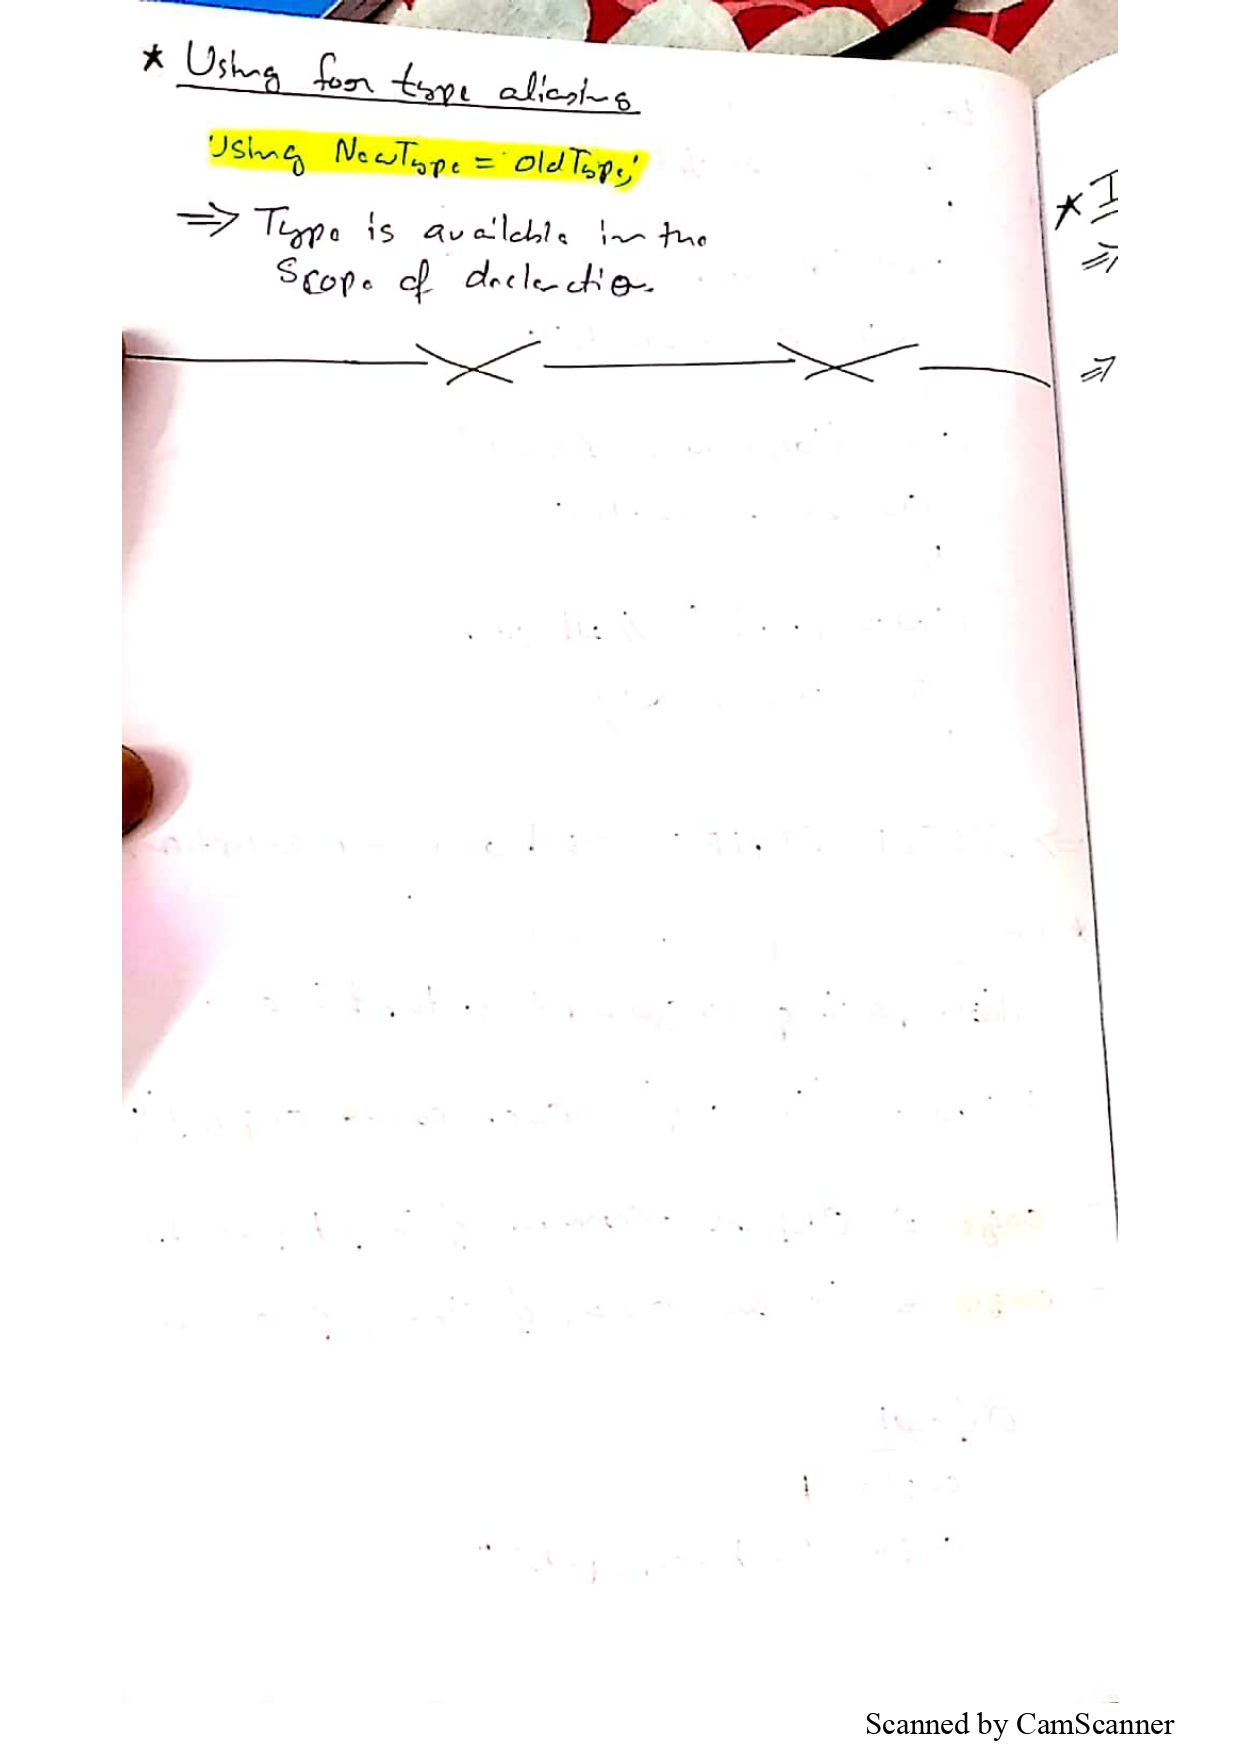 ★ Using for type aliasing
Using NewType = OldType;
⇒ Type is available in the
Scope of declaration.
★ I
⇒
⇒
Scanned by CamScanner